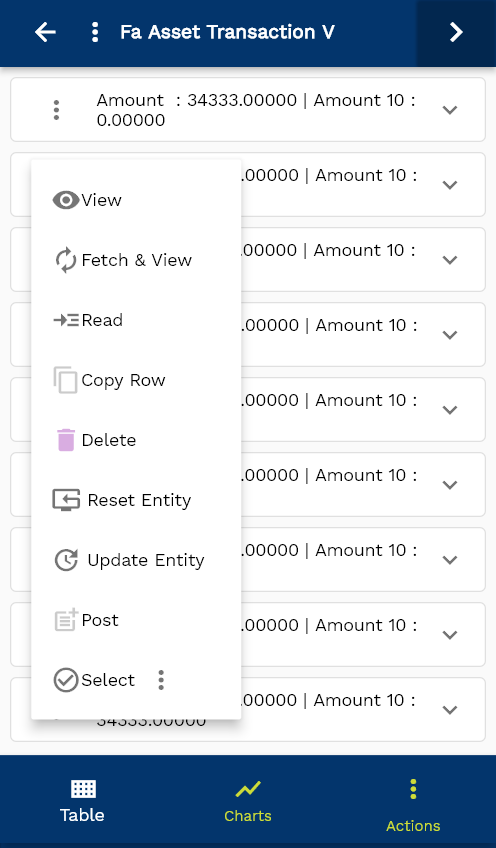 Fa Asset Transaction V
Amount : 34333.00000 | Amount 10 :
0.00000
.00000 | Amount 10 :
View
.00000 | Amount 10 :
Fetch & View
Read
.00000 | Amount 10 :
Copy Row
.00000 | Amount 10 :
Delete
.00000 | Amount 10 :
Reset Entity
.00000 | Amount 10 :
Update Entity
Post
.00000 | Amount 10 :
Select
.00000 | Amount 10 :
34333.00000
Table
Charts
Actions